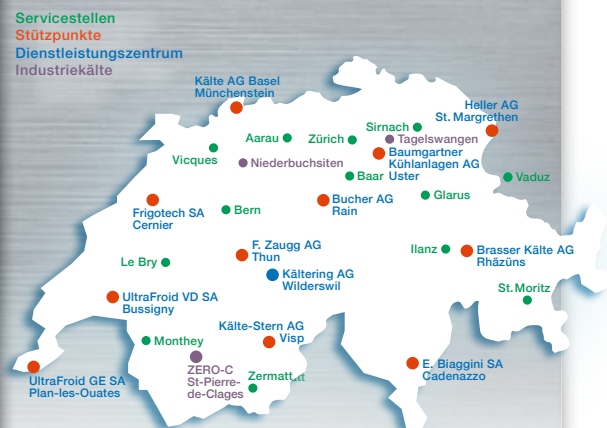 Servicestellen
Stützpunkte
Dienstleistungszentrum
Industriekälte
Kälte AG Basel
Münchenstein
Heller AG
St. Margrethen
Aarau
Zürich
Sirnach
Tagelswangen
Vicques
Niederbuchsiten
Baumgartner
Kühlanlagen AG
Uster
Baar
Vaduz
Glarus
Bucher AG
Rain
Frigotech SA
Cernier
Bern
F. Zaugg AG
Thun
Ilanz
Brasser Kälte AG
Rhäzüns
Le Bry
Kältering AG
Wilderswil
St. Moritz
UltraFroid VD SA
Bussigny
Kälte-Stern AG
Visp
Monthey
ZERO-C
St-Pierre-
de-Clages
Zermatt
E. Biaggini SA
Cadenazzo
UltraFroid GE SA
Plan-les-Ouates